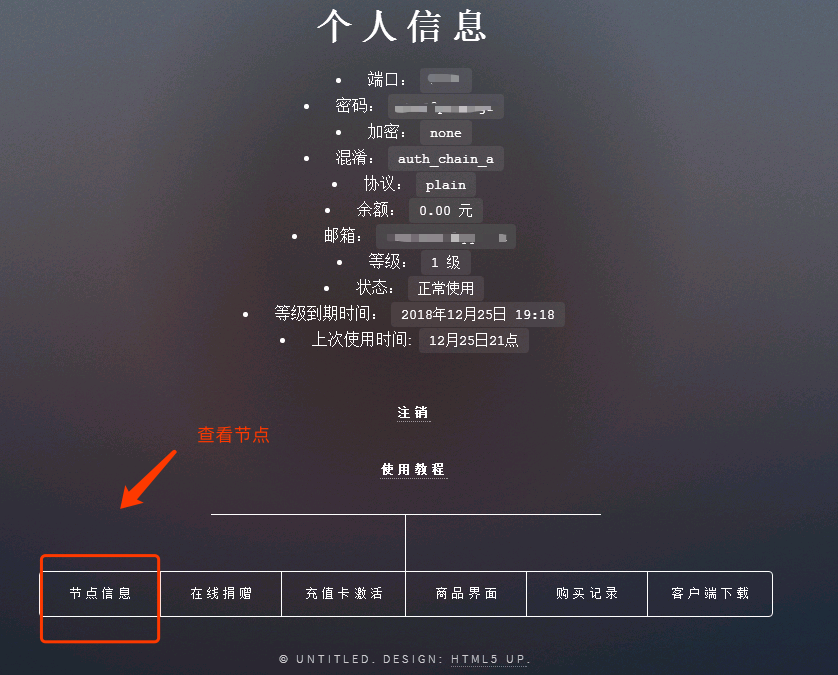 个人信息
端口：
密码：
加密： none
混淆： auth_chain_a
协议： plain
余额： 0.00 元
邮箱：
等级： 1 级
状态： 正常使用
等级到期时间： 2018年12月25日 19:18
上次使用时间: 12月25日21点
注销
查看节点
使用教程
节点信息 在线捐赠 充值卡激活 商品界面 购买记录 客户端下载
© UNTITLED. DESIGN: HTML5 UP.